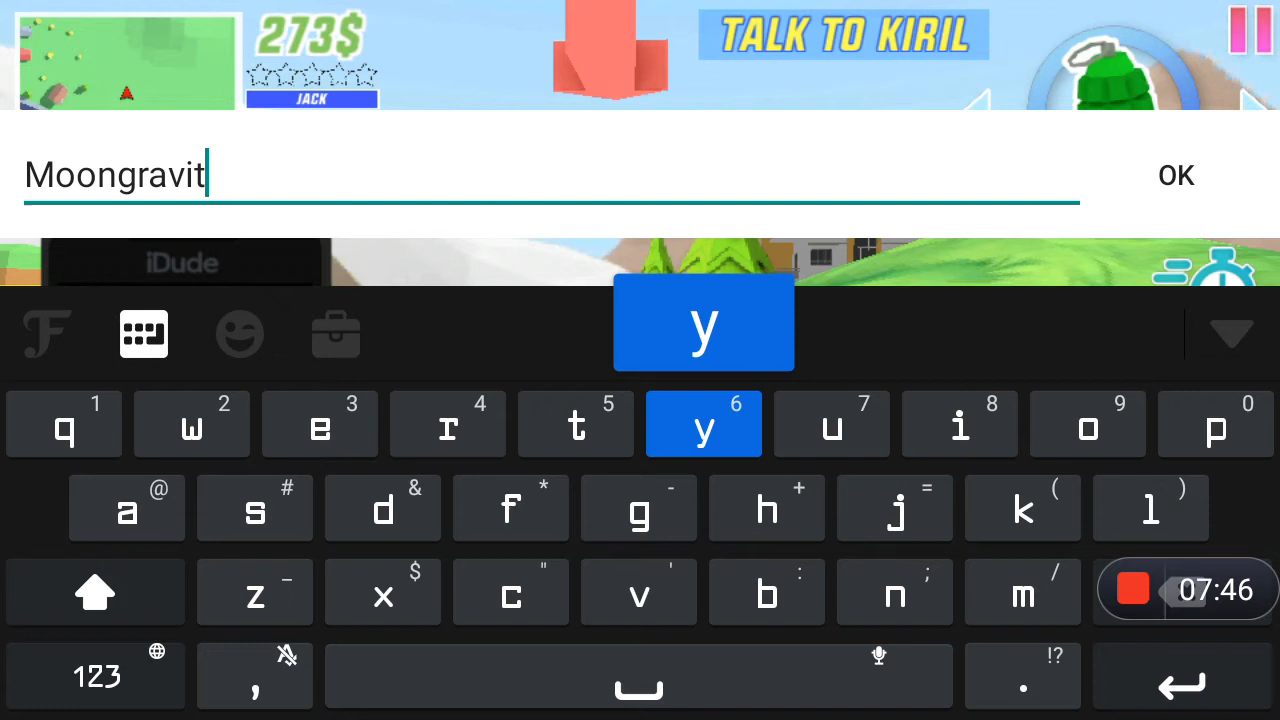 273$
TALK TO KIRIL
JACK
Moongravit
OK
iDude
y
1 2 3 4 5 6 7 8 9 0
q w e r t y u i o p
@ # & * - + = ( )
a s d f g h j k l
_ $ " ' : ; /
z x c v b n m
07:46
!?
123 , .